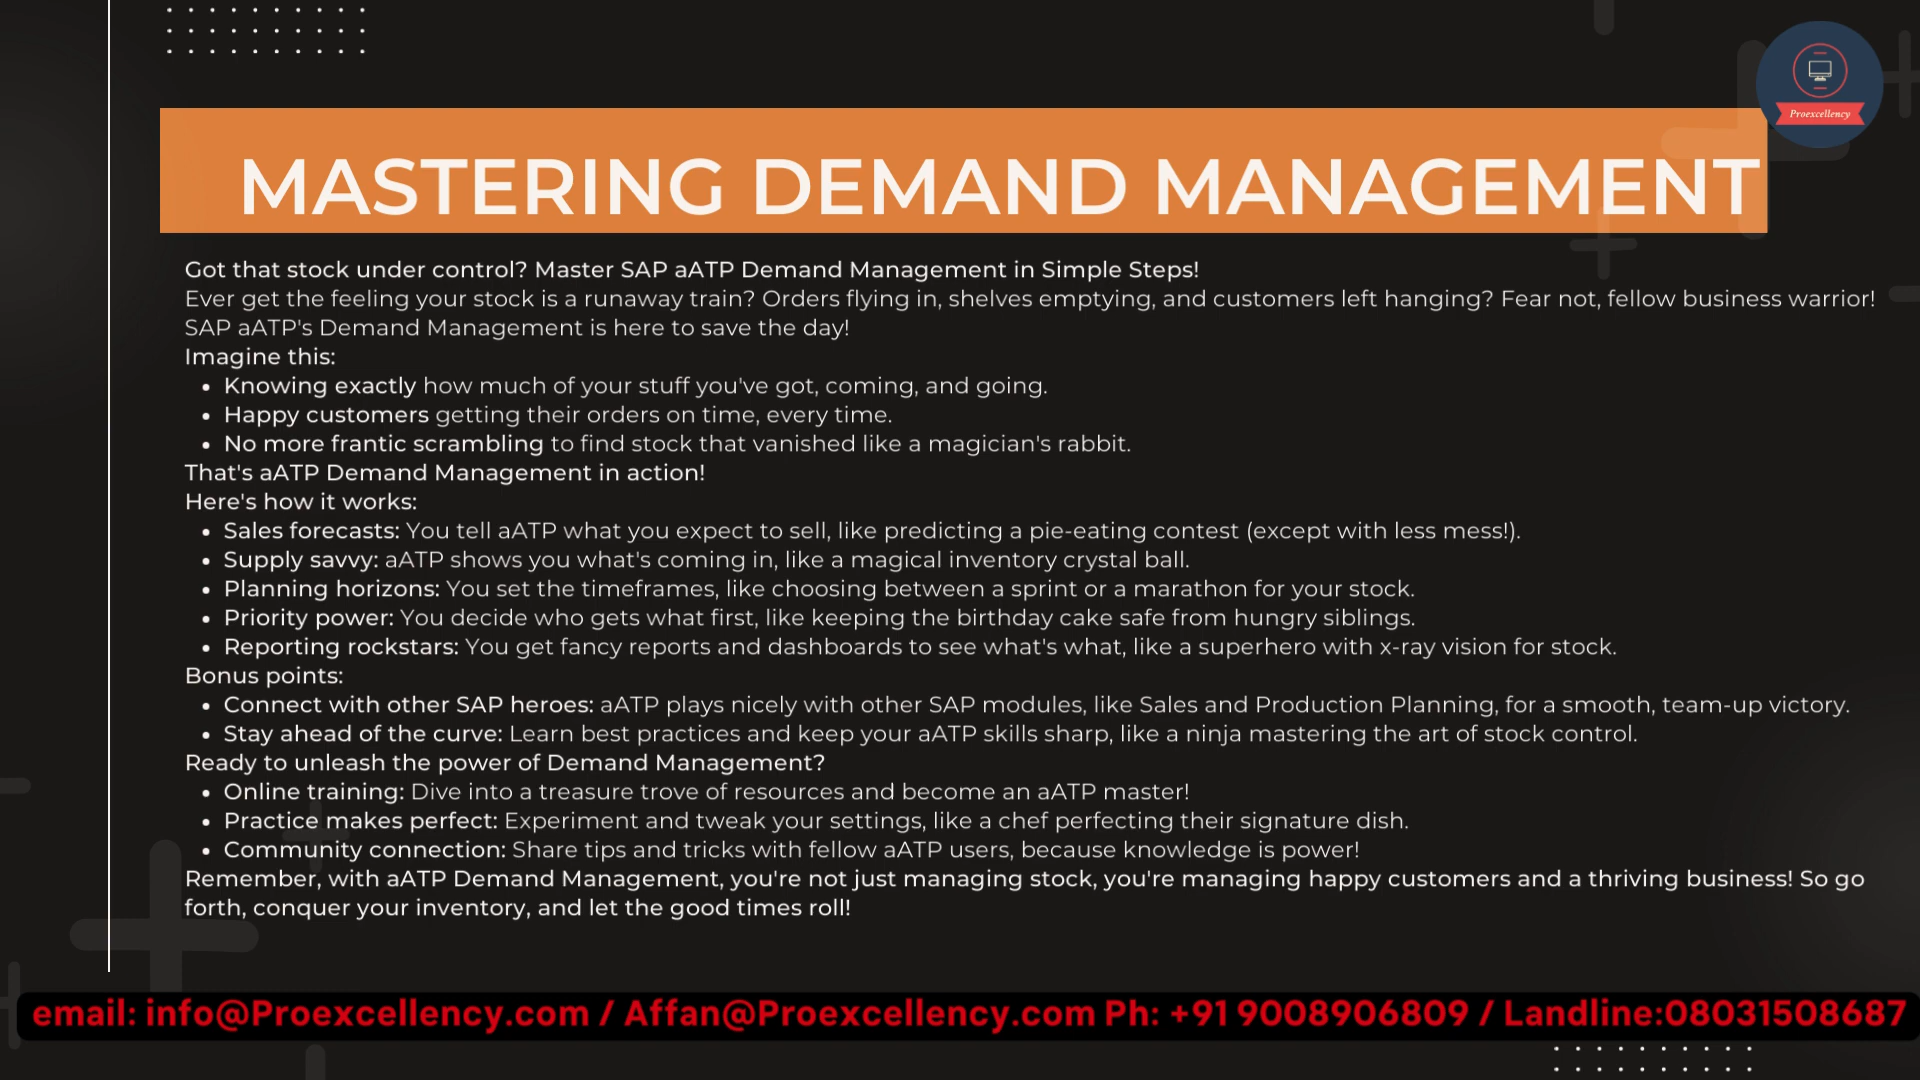 Proexcellency
MASTERING DEMAND MANAGEMENT
Got that stock under control? Master SAP aATP Demand Management in Simple Steps!
Ever get the feeling your stock is a runaway train? Orders flying in, shelves emptying, and customers left hanging? Fear not, fellow business warrior!
SAP aATP's Demand Management is here to save the day!
Imagine this:
• Knowing exactly how much of your stuff you've got, coming, and going.
• Happy customers getting their orders on time, every time.
• No more frantic scrambling to find stock that vanished like a magician's rabbit.
That's aATP Demand Management in action!
Here's how it works:
• Sales forecasts: You tell aATP what you expect to sell, like predicting a pie-eating contest (except with less mess!).
• Supply savvy: aATP shows you what's coming in, like a magical inventory crystal ball.
• Planning horizons: You set the timeframes, like choosing between a sprint or a marathon for your stock.
• Priority power: You decide who gets what first, like keeping the birthday cake safe from hungry siblings.
• Reporting rockstars: You get fancy reports and dashboards to see what's what, like a superhero with x-ray vision for stock.
Bonus points:
• Connect with other SAP heroes: aATP plays nicely with other SAP modules, like Sales and Production Planning, for a smooth, team-up victory.
• Stay ahead of the curve: Learn best practices and keep your aATP skills sharp, like a ninja mastering the art of stock control.
Ready to unleash the power of Demand Management?
• Online training: Dive into a treasure trove of resources and become an aATP master!
• Practice makes perfect: Experiment and tweak your settings, like a chef perfecting their signature dish.
• Community connection: Share tips and tricks with fellow aATP users, because knowledge is power!
Remember, with aATP Demand Management, you're not just managing stock, you're managing happy customers and a thriving business! So go
forth, conquer your inventory, and let the good times roll!
email: info@Proexcellency.com / Affan@Proexcellency.com Ph: +91 9008906809 / Landline:08031508687